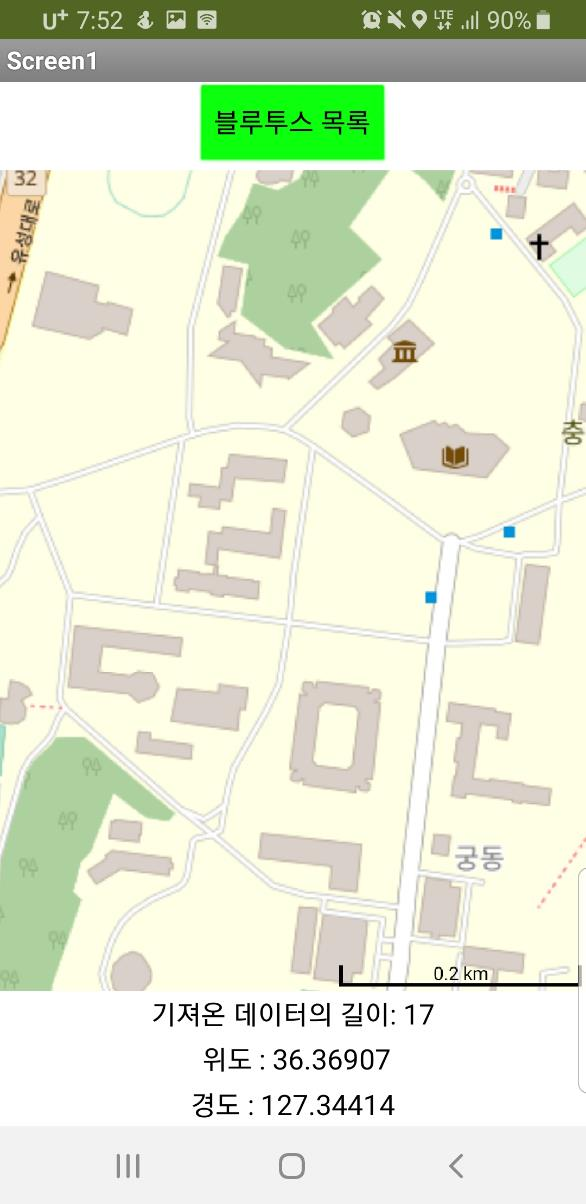 U+ 7:52 LTE 90%
Screen1
블루투스 목록
32
유성대로
충
궁동
0.2 km
기져온 데이터의 길이: 17
위도 : 36.36907
경도 : 127.34414